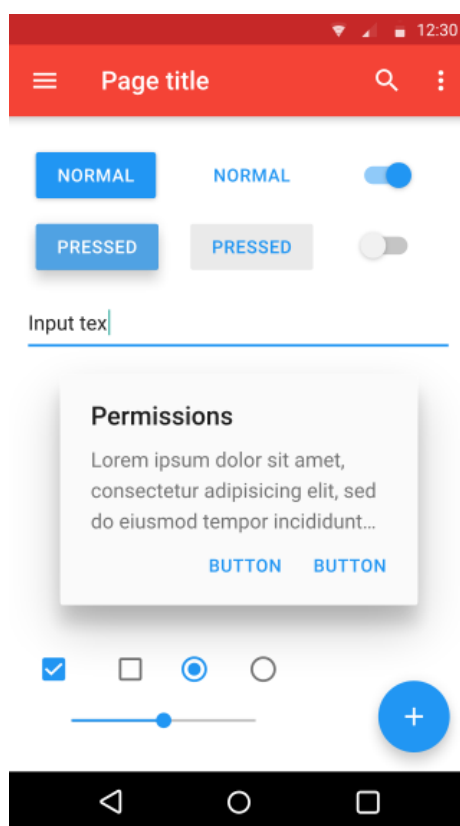 12:30
Page title
NORMAL NORMAL
PRESSED PRESSED
Input tex
Permissions
Lorem ipsum dolor sit amet,
consectetur adipisicing elit, sed
do eiusmod tempor incididunt...
BUTTON BUTTON